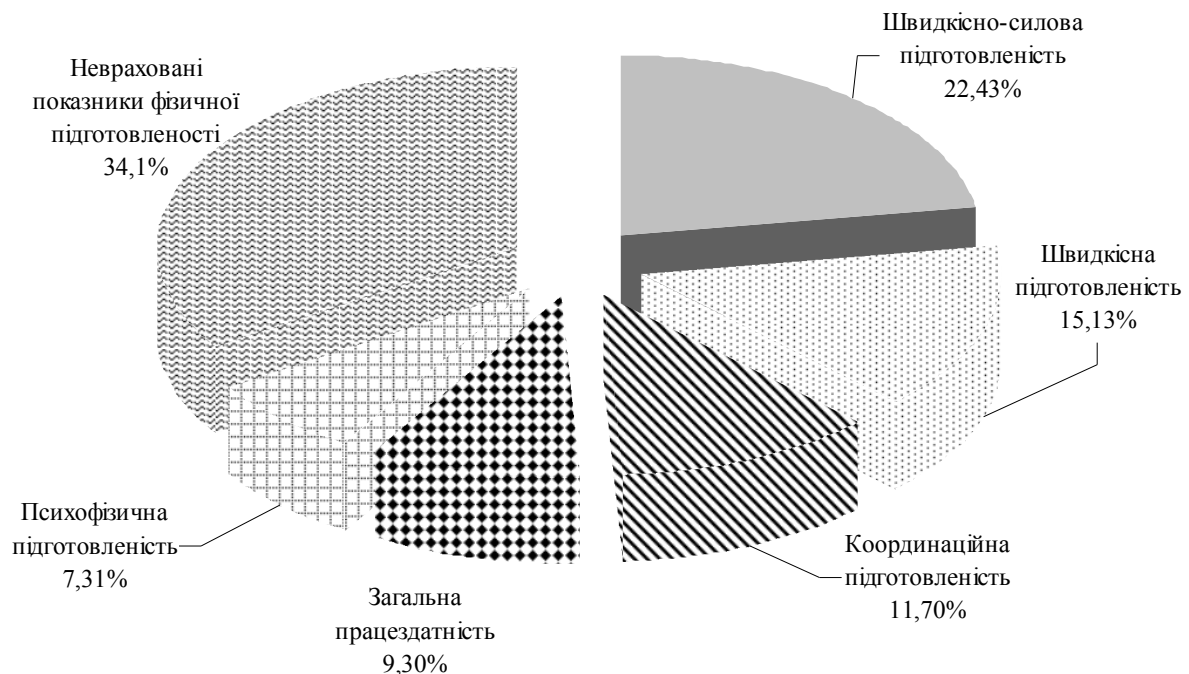 Швидкісно-силова
підготовленість
22,43%
Невраховані
показники фізичної
підготовленості
34,1%
Швидкісна
підготовленість
15,13%
Психофізична
підготовленість
7,31%
Координаційна
підготовленість
11,70%
Загальна
працездатність
9,30%